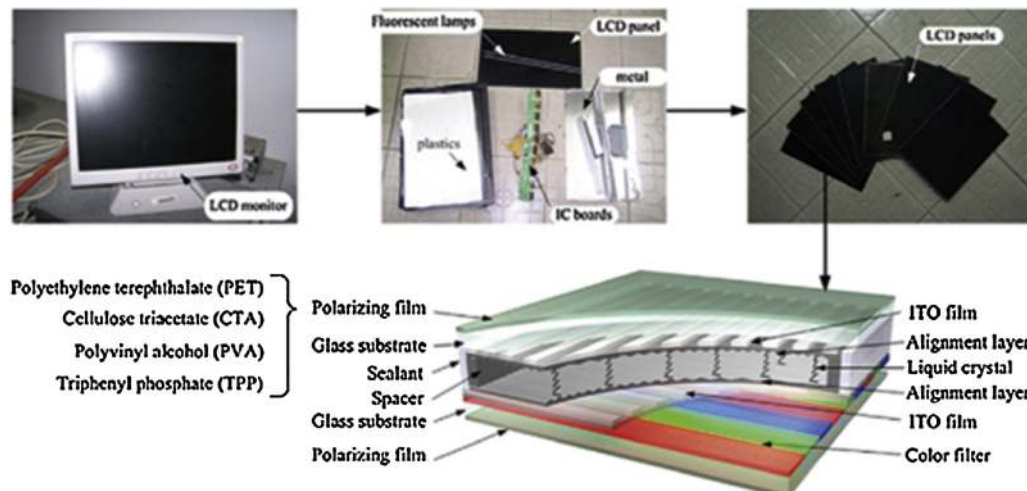 LCD monitor
Fluorescent lamps
LCD panel
metal
plastics
IC boards
LCD panels
Polyethylene terephthalate (PET)
Cellulose triacetate (CTA)
Polyvinyl alcohol (PVA)
Triphenyl phosphate (TPP)
Polarizing film
Glass substrate
Sealant
Spacer
Glass substrate
Polarizing film
ITO film
Alignment layer
Liquid crystal
Alignment layer
ITO film
Color filter